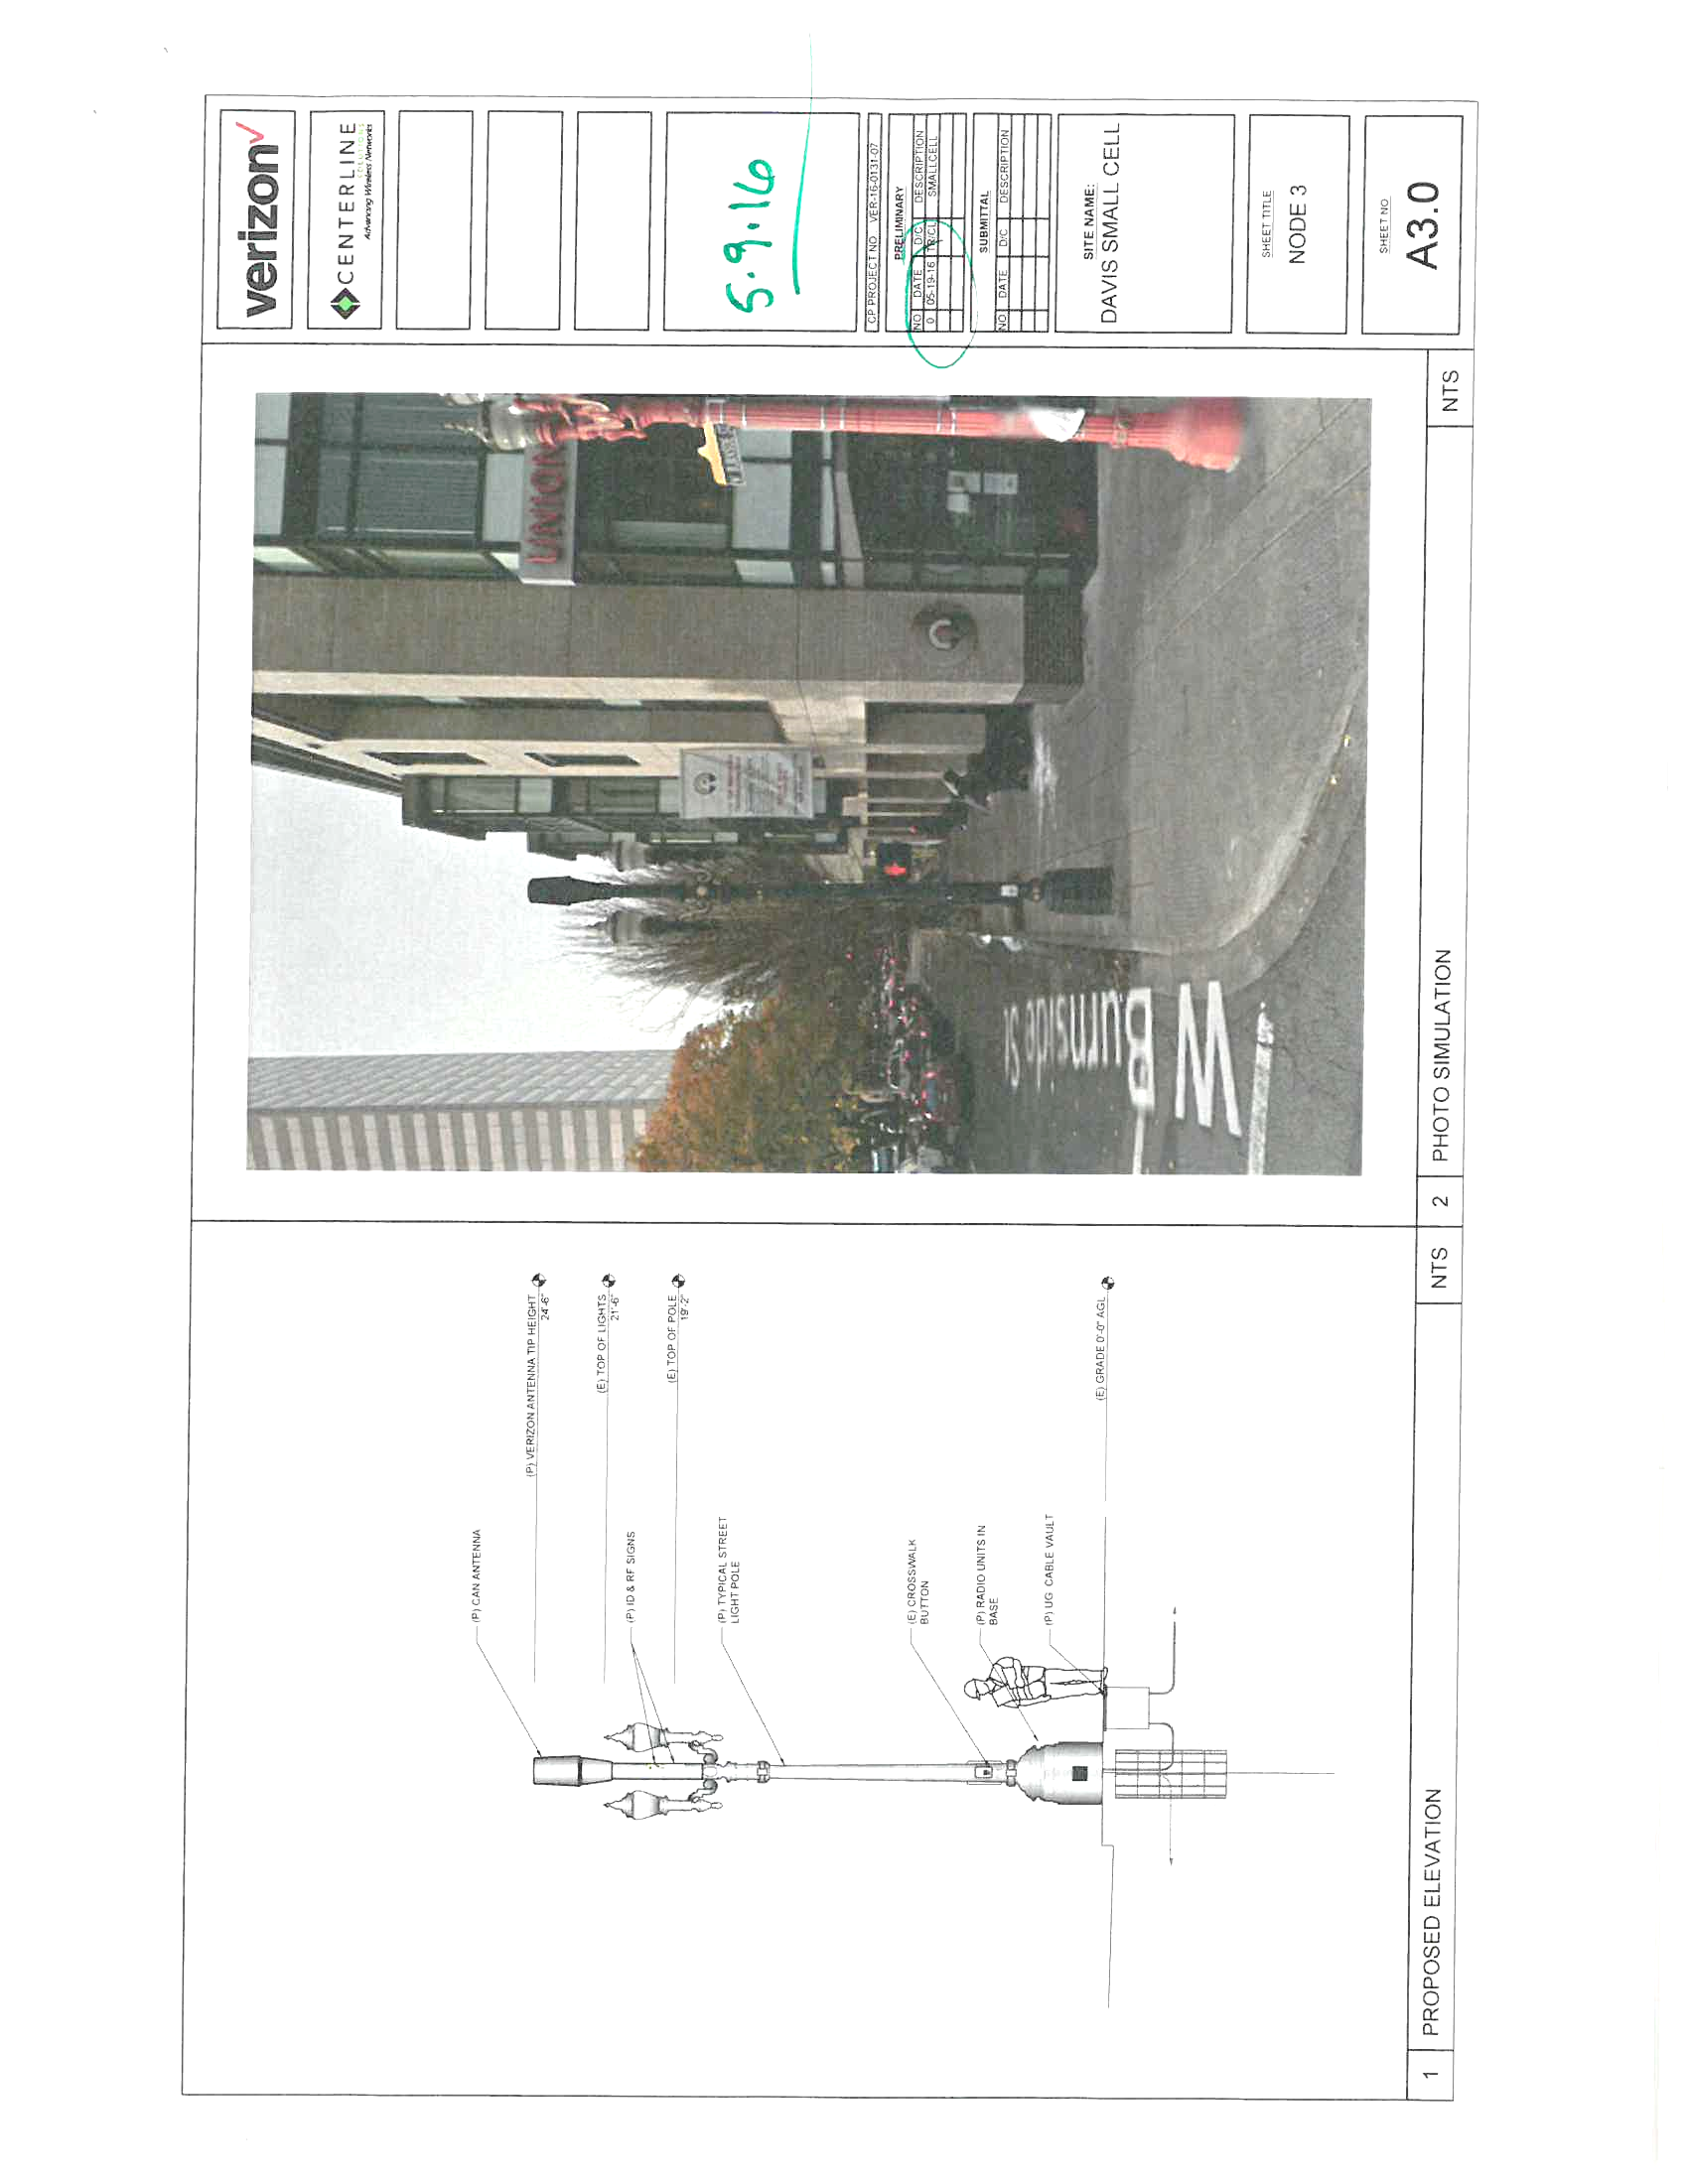 verizon
CENTERLINE
SOLUTIONS
Advancing Wireless Networks
5.9.16
CP PROJECT NO. VER-16-0131-07
PRELIMINARY
NO DATE D/C DESCRIPTION
0 05-19-16 TR/CL SMALLCELL
SUBMITTAL
NO DATE D/C DESCRIPTION
SITE NAME:
DAVIS SMALL CELL
SHEET TITLE
NODE 3
SHEET NO
A3.0
(P) CAN ANTENNA
(P) VERIZON ANTENNA TIP HEIGHT
24'-6"
(E) TOP OF LIGHTS
21'-6"
(P) ID & RF SIGNS
(E) TOP OF POLE
19'-2"
(P) TYPICAL STREET
LIGHT POLE
(E) CROSSWALK
BUTTON
(P) RADIO UNITS IN
BASE
(P) UG CABLE VAULT
(E) GRADE 0'-0" AGL
1 PROPOSED ELEVATION NTS
UNION
W Burnside St
2 PHOTO SIMULATION NTS